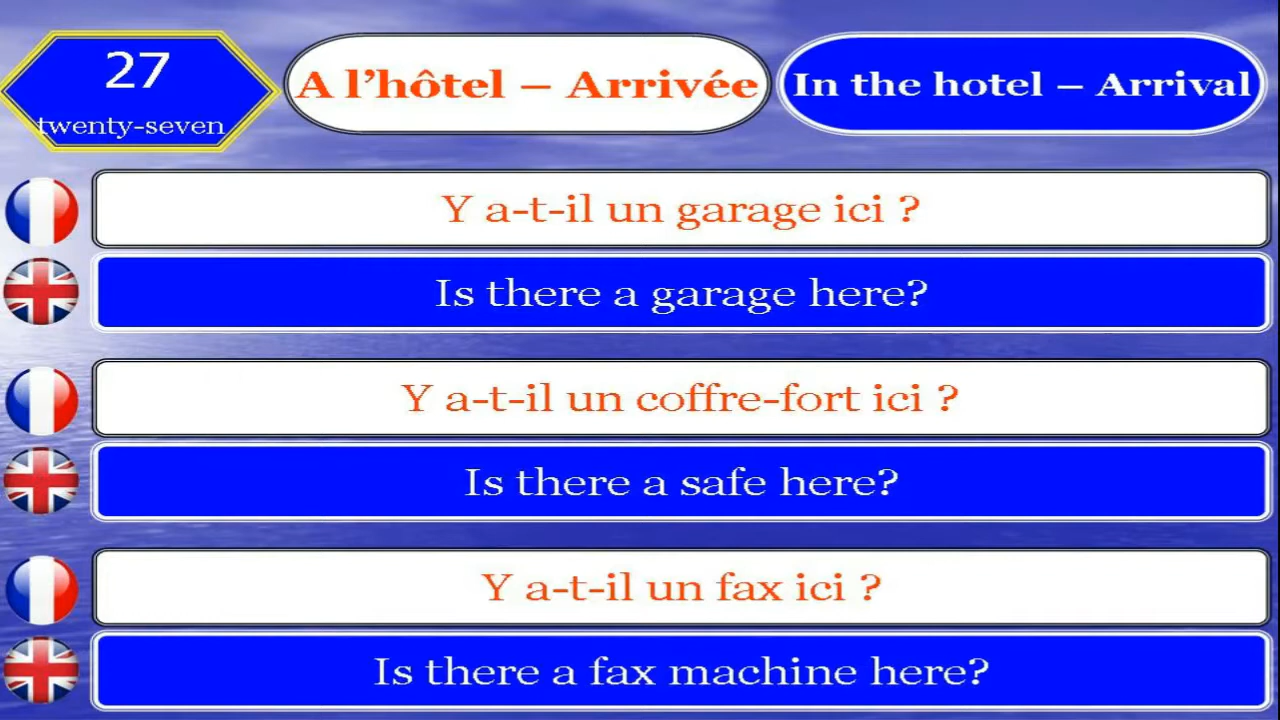 27
twenty-seven
A l’hôtel – Arrivée
In the hotel – Arrival
Y a-t-il un garage ici ?
Is there a garage here?
Y a-t-il un coffre-fort ici ?
Is there a safe here?
Y a-t-il un fax ici ?
Is there a fax machine here?